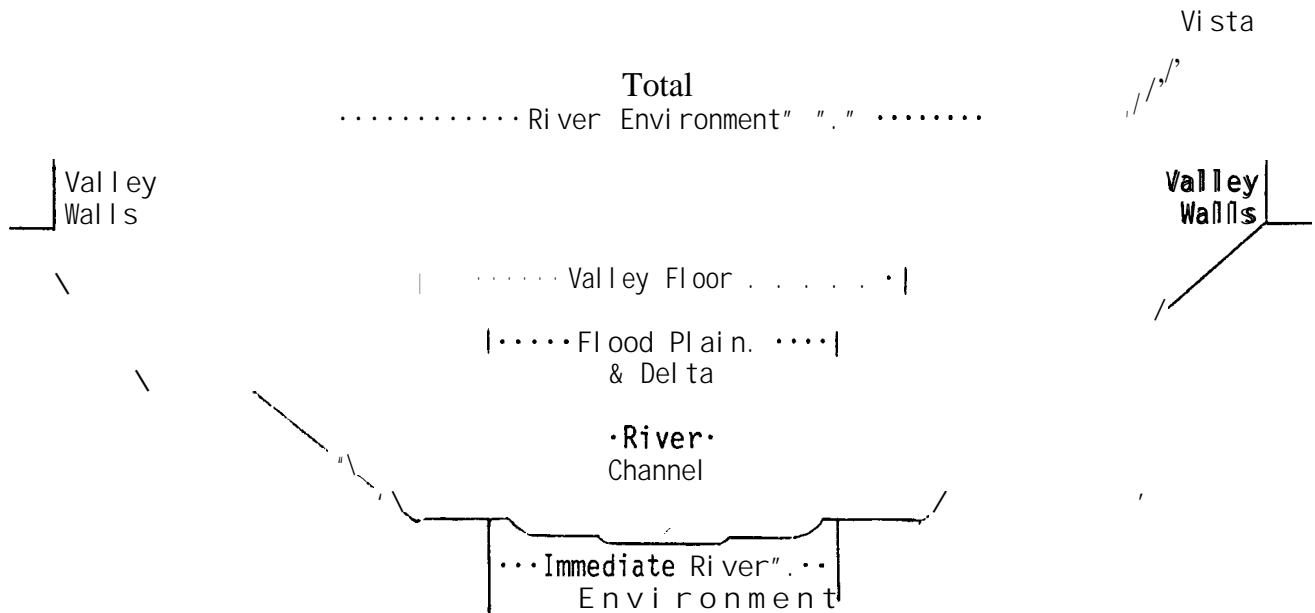 Vista
Total
············ River Environment" "." ········
Valley
Walls
Valley
Walls
······ Valley Floor . . . . . ·
·····Flood Plain. ····
& Delta
·River·
Channel
···Immediate River".··
Environment